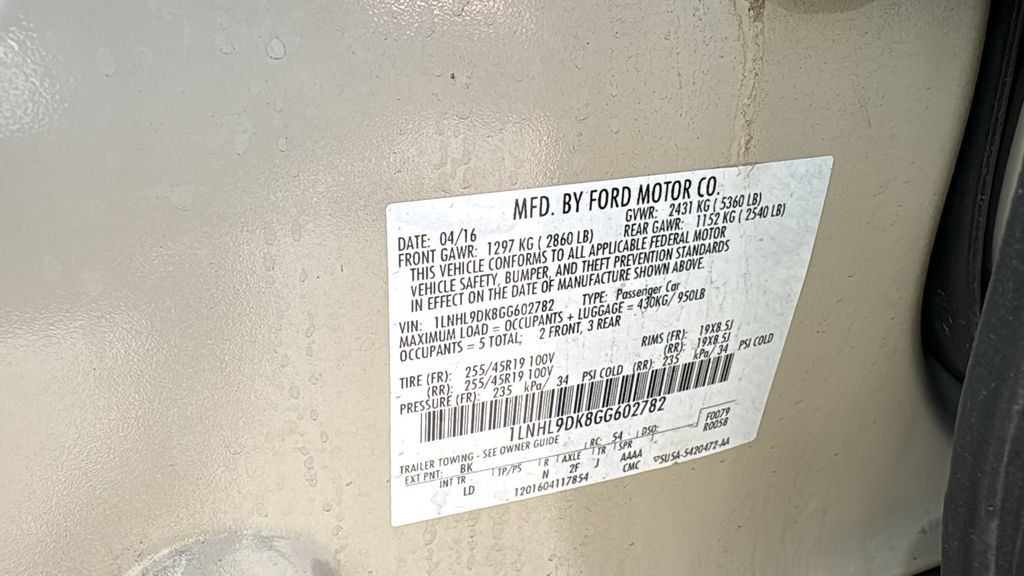 MFD. BY FORD MOTOR CO.
DATE: 04/16 GVWR: 2431 KG ( 5360 LB)
FRONT GAWR: 1297 KG ( 2860 LB) REAR GAWR: 1152 KG ( 2540 LB)
THIS VEHICLE CONFORMS TO ALL APPLICABLE FEDERAL MOTOR
VEHICLE SAFETY, BUMPER, AND THEFT PREVENTION STANDARDS
IN EFFECT ON THE DATE OF MANUFACTURE SHOWN ABOVE.
VIN: 1LNHL9DK8GG602782 TYPE: Passenger Car
MAXIMUM LOAD = OCCUPANTS + LUGGAGE = 430KG/ 950LB
OCCUPANTS = 5 TOTAL; 2 FRONT, 3 REAR
TIRE (FR): 255/45R19 100V RIMS (FR): 19X8.5J
(RR): 255/45R19 100V (RR): 19X8.5J
PRESSURE (FR): 235 kPa/ 34 PSI COLD (RR): 235 kPa/ 34 PSI COLD
1LNHL9DK8GG602782
F0079
TRAILER TOWING - SEE OWNER GUIDE RC: 54 DSO: R0058
EXT PNT: BK
INT TR TP/PS R AXLE TR SPR
LD N 2F J AAAA
CMC
1201604117854 5U5A-5420472-AA